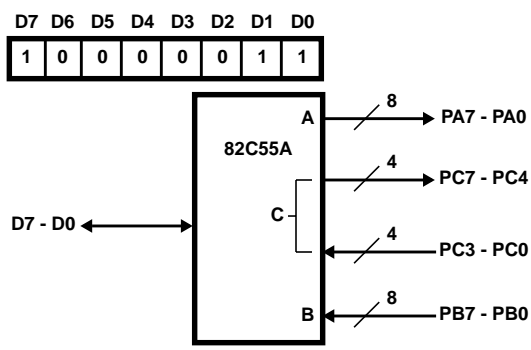 D7 D6 D5 D4 D3 D2 D1 D0
1 0 0 0 0 0 1 1
A 8 PA7 - PA0
82C55A
4 PC7 - PC4
C
D7 - D0
4 PC3 - PC0
B 8 PB7 - PB0